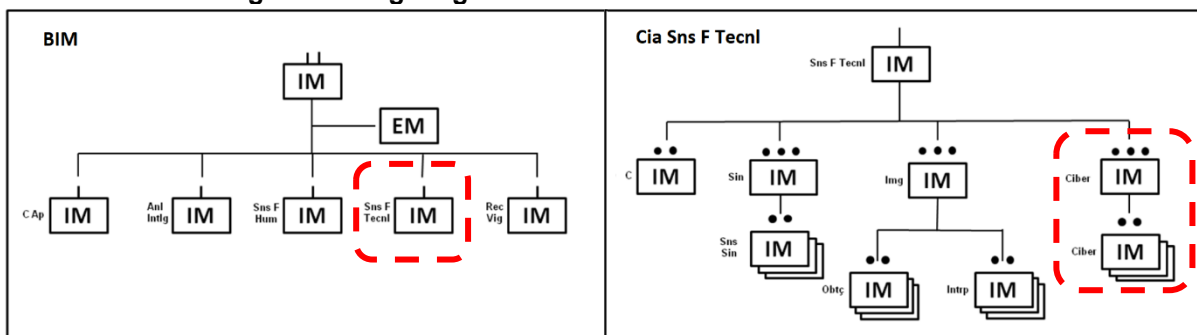 BIM
IM
EM
C Ap IM
Anl
Intlg IM
Sns F
Hum IM
Sns F
Tecnl IM
Rec
Vig IM
Cia Sns F Tecnl
Sns F Tecnl IM
C IM
Sin IM
Img IM
Ciber IM
Sns
Sin IM
Obtç IM
Intrp IM
Ciber IM